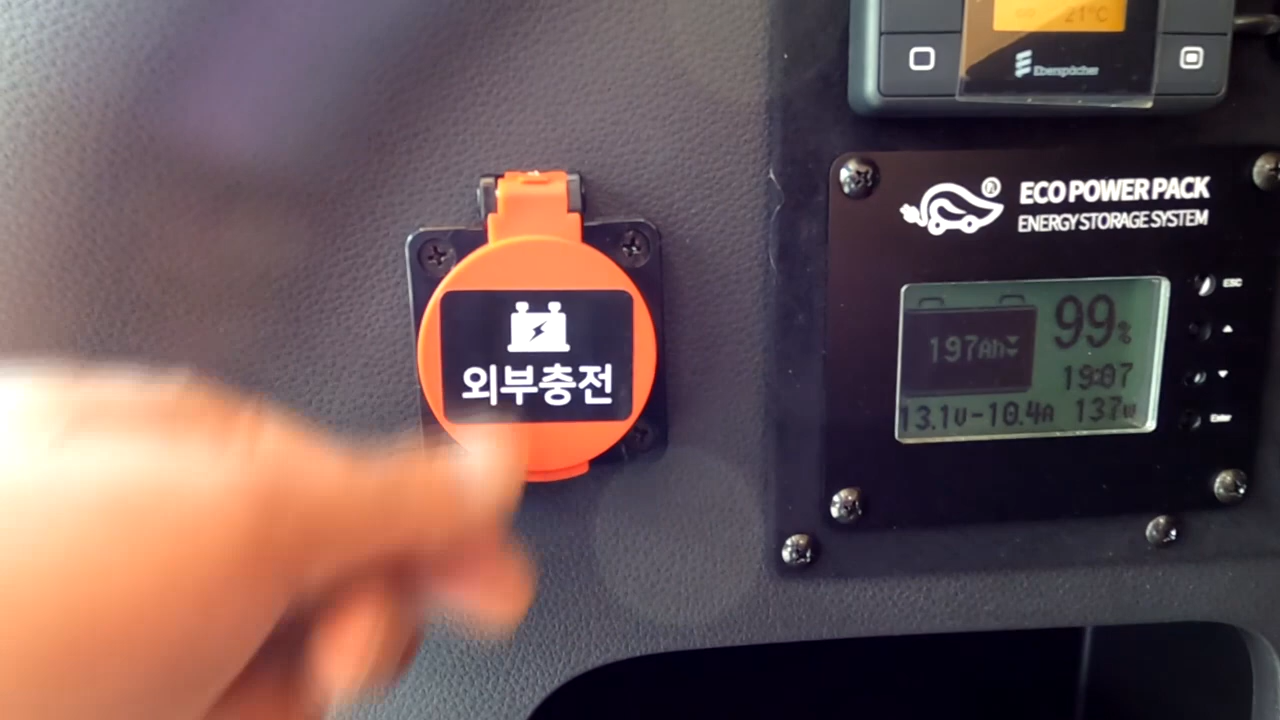 21°C
Eberspächer
ECO POWER PACK
ENERGY STORAGE SYSTEM
ESC
99%
197Ah
외부충전
19:07
13.1V-10.4A 137W
Enter